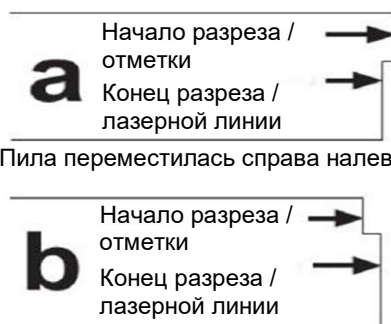 a
Начало разреза /
отметки
Конец разреза /
лазерной линии
Пила переместилась справа налев
b
Начало разреза /
отметки
Конец разреза /
лазерной линии